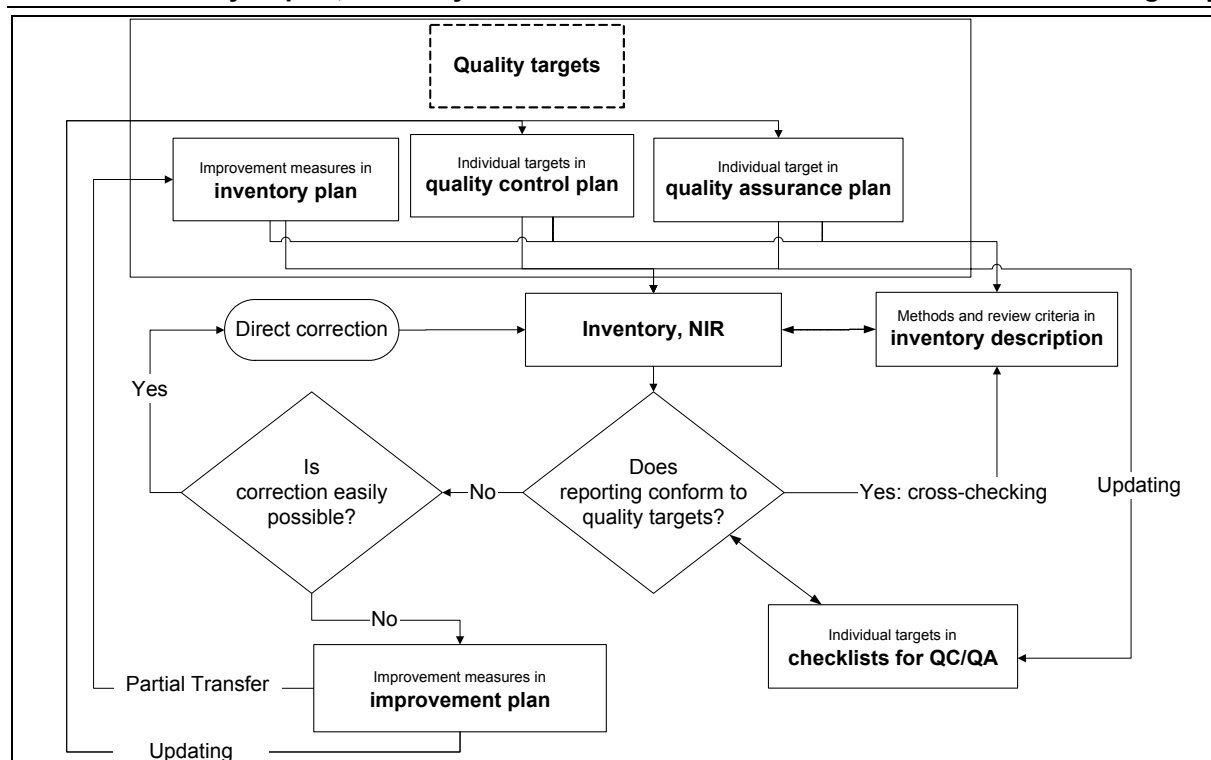 Quality targets
Improvement measures in
inventory plan
Individual targets in
quality control plan
Individual target in
quality assurance plan
Direct correction
Inventory, NIR
Methods and review criteria in
inventory description
Yes
Is
correction easily
possible?
No
Does
reporting conform to
quality targets?
Yes: cross-checking
Updating
No
Individual targets in
checklists for QC/QA
Improvement measures in
improvement plan
Partial Transfer
Updating